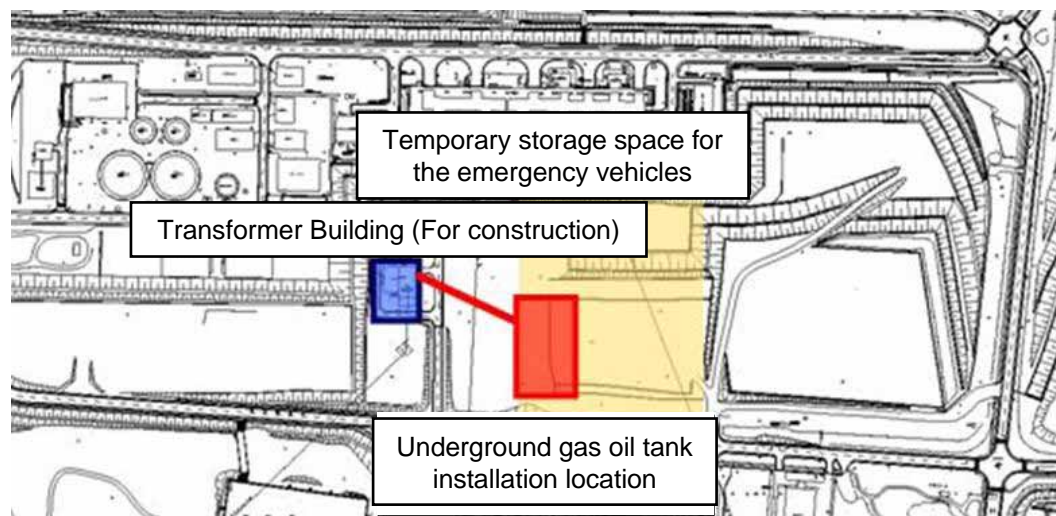 Temporary storage space for
the emergency vehicles
Transformer Building (For construction)
Underground gas oil tank
installation location